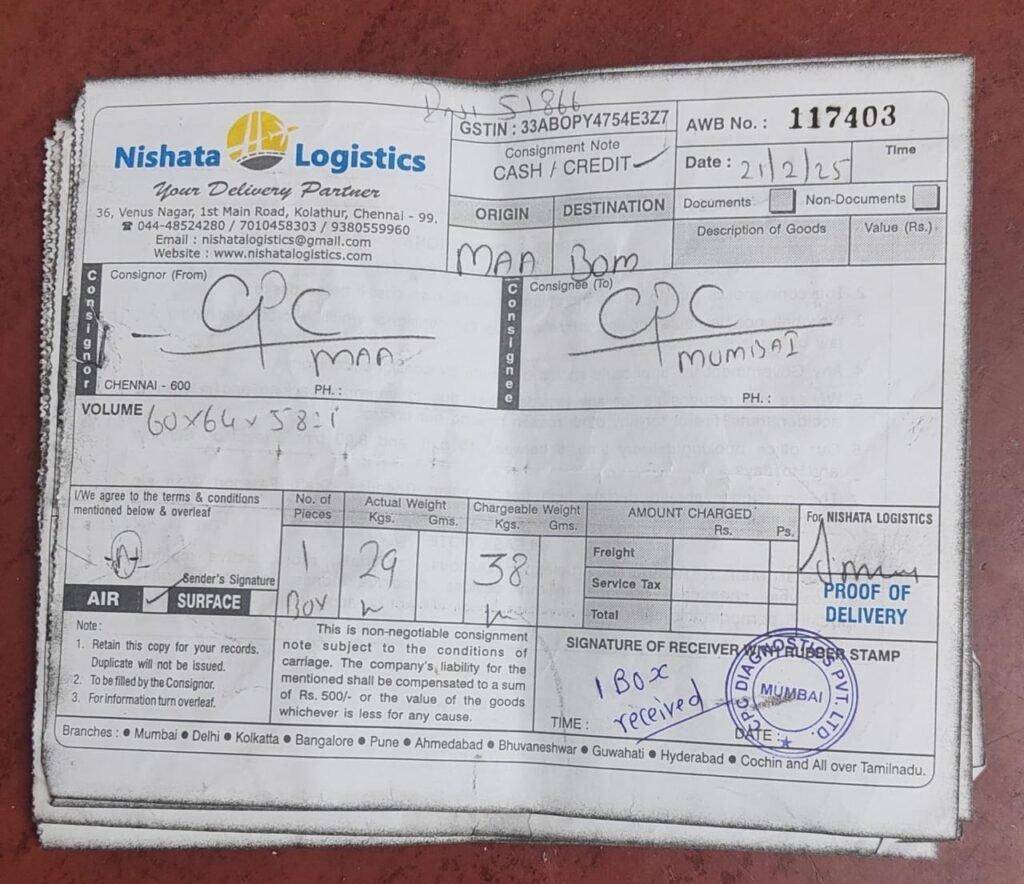 51866
Nishata Logistics
Your Delivery Partner
36, Venus Nagar, 1st Main Road, Kolathur, Chennai - 99.
☎ 044-48524280 / 7010458303 / 9380559960
Email : nishatalogistics@gmail.com
Website : www.nishatalogistics.com
GSTIN : 33ABOPY4754E3Z7
Consignment Note
CASH / CREDIT ✓
AWB No. : 117403
Date : 21/2/25
Time
Documents
Non-Documents
ORIGIN
DESTINATION
Description of Goods
Value (Rs.)
MAA
BOM
Consignor
Consignor (From)
CPC
MAA
CHENNAI - 600
PH. :
Consignee
Consignee (To)
CPC
MUMBAI
PH. :
VOLUME
60x64x58=1
I/We agree to the terms & conditions
mentioned below & overleaf
Sender's Signature
AIR ✓ SURFACE
No. of
Pieces
1
BOX
Actual Weight
Kgs. Gms.
29
Chargeable Weight
Kgs. Gms.
38
AMOUNT CHARGED
Rs. Ps.
Freight
Service Tax
Total
For NISHATA LOGISTICS
PROOF OF
DELIVERY
Note :
1. Retain this copy for your records.
Duplicate will not be issued.
2. To be filled by the Consignor.
3. For information turn overleaf.
This is non-negotiable consignment
note subject to the conditions of
carriage. The company's liability for the
mentioned shall be compensated to a sum
of Rs. 500/- or the value of the goods
whichever is less for any cause.
SIGNATURE OF RECEIVER WITH RUBBER STAMP
1 BOX
received
TIME :
DATE :
CPC DIAGNOSTICS PVT. LTD.
MUMBAI
Branches : ● Mumbai ● Delhi ● Kolkatta ● Bangalore ● Pune ● Ahmedabad ● Bhuvaneshwar ● Guwahati ● Hyderabad ● Cochin and All over Tamilnadu.